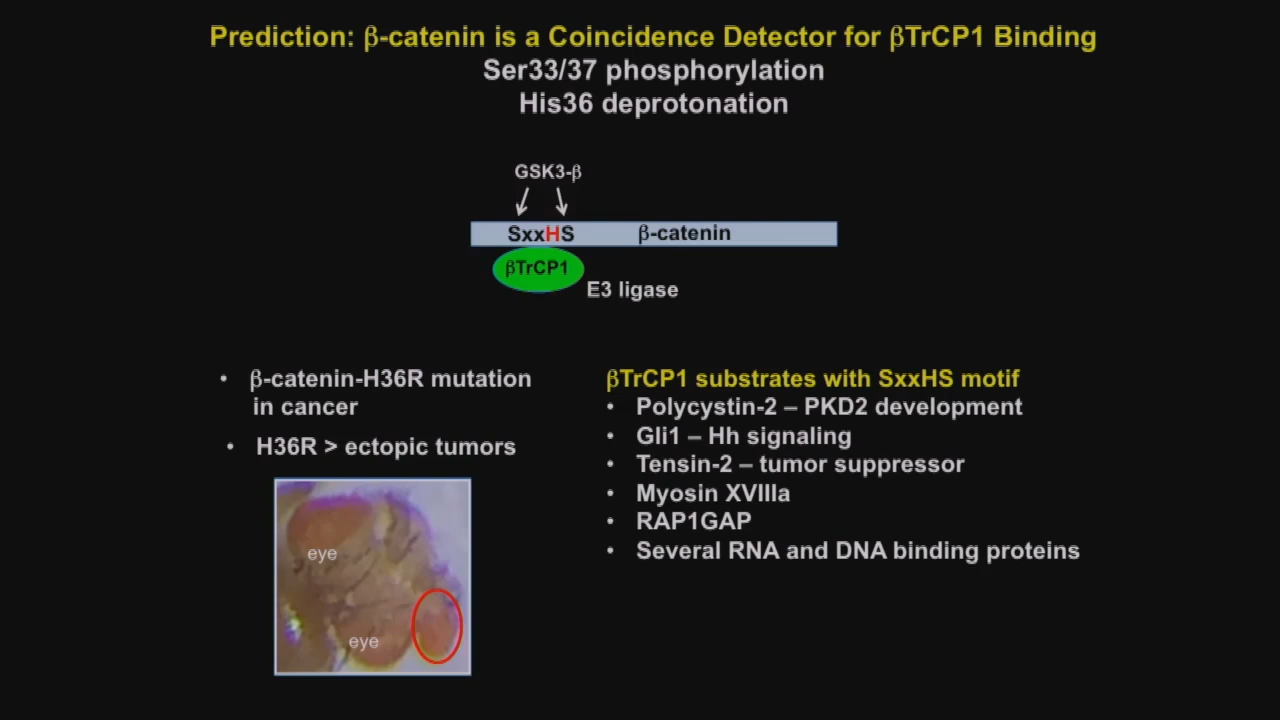 Prediction: β-catenin is a Coincidence Detector for βTrCP1 Binding
Ser33/37 phosphorylation
His36 deprotonation
GSK3-β
SxxHS
β-catenin
βTrCP1
E3 ligase
• β-catenin-H36R mutation
in cancer
• H36R > ectopic tumors
eye
eye
βTrCP1 substrates with SxxHS motif
• Polycystin-2 – PKD2 development
• Gli1 – Hh signaling
• Tensin-2 – tumor suppressor
• Myosin XVIIIa
• RAP1GAP
• Several RNA and DNA binding proteins